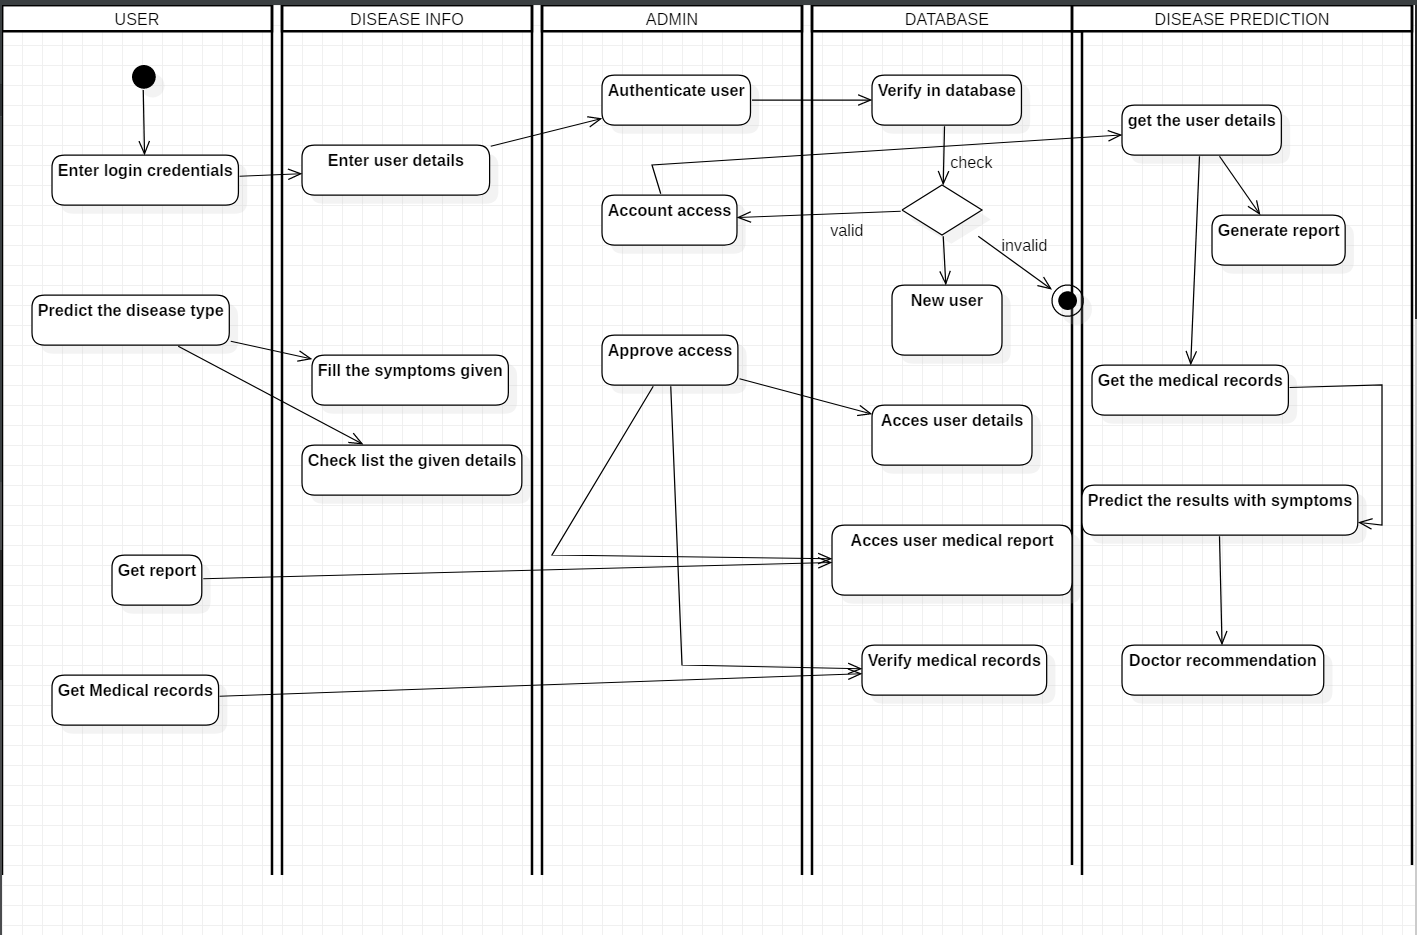 USER
DISEASE INFO
ADMIN
DATABASE
DISEASE PREDICTION
Authenticate user
Verify in database
get the user details
Enter login credentials
Enter user details
check
Account access
valid
invalid
Generate report
New user
Predict the disease type
Fill the symptoms given
Approve access
Get the medical records
Acces user details
Check list the given details
Predict the results with symptoms
Acces user medical report
Get report
Verify medical records
Doctor recommendation
Get Medical records